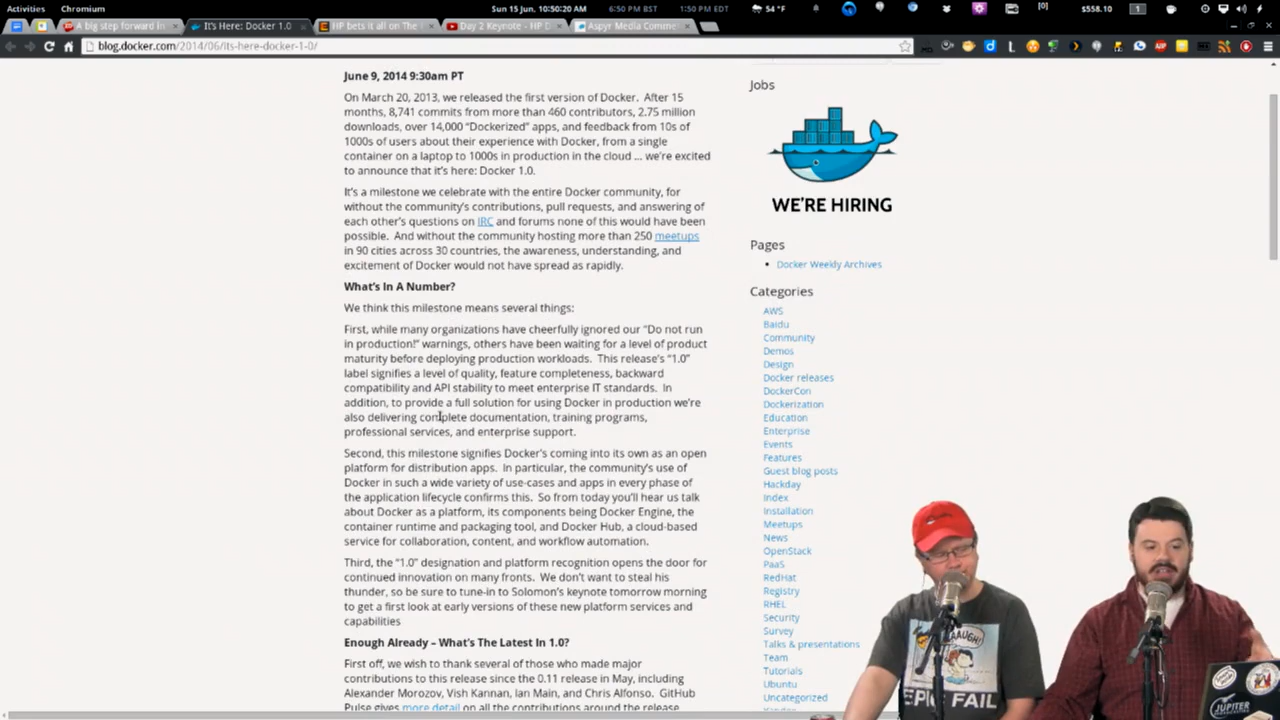 Activities
Chromium
Sun 15 Jun, 10:50:20 AM
6:50 PM BST
1:50 PM EDT
54 °F
$558.10
1
A big step forward in
It's Here: Docker 1.0
HP bets it all on The
Day 2 Keynote - HP D
Aspyr Media Comme
blog.docker.com/2014/06/its-here-docker-1-0/
June 9, 2014 9:30am PT
On March 20, 2013, we released the first version of Docker. After 15
months, 8,741 commits from more than 460 contributors, 2.75 million
downloads, over 14,000 “Dockerized” apps, and feedback from 10s of
1000s of users about their experience with Docker, from a single
container on a laptop to 1000s in production in the cloud … we're excited
to announce that it's here: Docker 1.0.
It's a milestone we celebrate with the entire Docker community, for
without the community's contributions, pull requests, and answering of
each other's questions on IRC and forums none of this would have been
possible. And without the community hosting more than 250 meetups
in 90 cities across 30 countries, the awareness, understanding, and
excitement of Docker would not have spread as rapidly.
What's In A Number?
We think this milestone means several things:
First, while many organizations have cheerfully ignored our “Do not run
in production!” warnings, others have been waiting for a level of product
maturity before deploying production workloads. This release's “1.0”
label signifies a level of quality, feature completeness, backward
compatibility and API stability to meet enterprise IT standards. In
addition, to provide a full solution for using Docker in production we're
also delivering complete documentation, training programs,
professional services, and enterprise support.
Second, this milestone signifies Docker's coming into its own as an open
platform for distribution apps. In particular, the community's use of
Docker in such a wide variety of use-cases and apps in every phase of
the application lifecycle confirms this. So from today you'll hear us talk
about Docker as a platform, its components being Docker Engine, the
container runtime and packaging tool, and Docker Hub, a cloud-based
service for collaboration, content, and workflow automation.
Third, the “1.0” designation and platform recognition opens the door for
continued innovation on many fronts. We don't want to steal his
thunder, so be sure to tune-in to Solomon's keynote tomorrow morning
to get a first look at early versions of these new platform services and
capabilities
Enough Already – What's The Latest In 1.0?
First off, we wish to thank several of those who made major
contributions to this release since the 0.11 release in May, including
Alexander Morozov, Vish Kannan, Ian Main, and Chris Alfonso. GitHub
Pulse gives more detail on all the contributions around the release
Jobs
WE'RE HIRING
Pages
Docker Weekly Archives
Categories
AWS
Baidu
Community
Demos
Design
Docker releases
DockerCon
Dockerization
Education
Enterprise
Events
Features
Guest blog posts
Hackday
Index
Installation
Meetups
News
OpenStack
PaaS
RedHat
Registry
RHEL
Security
Survey
Talks & presentations
Team
Tutorials
Ubuntu
Uncategorized
EPIC FAIL
JUPITER